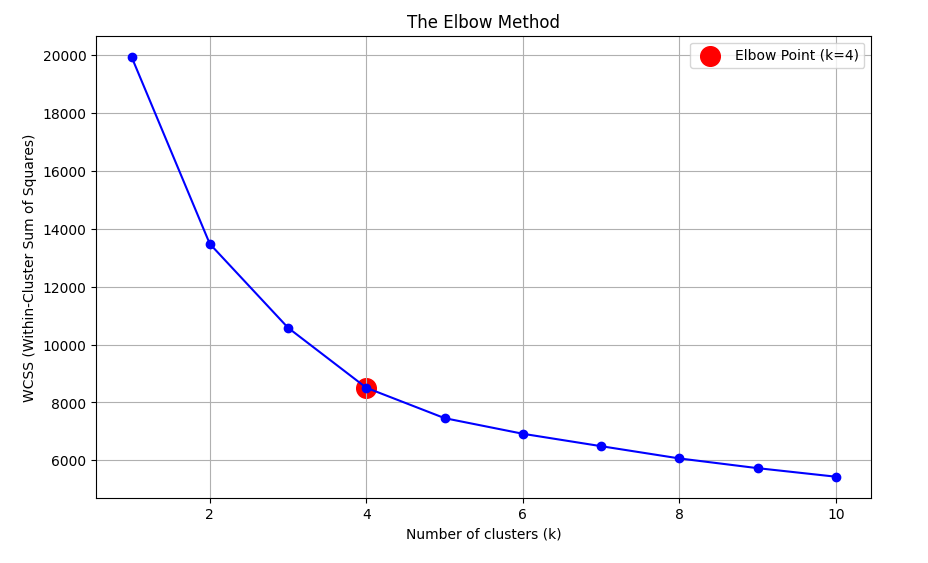 The Elbow Method
Elbow Point (k=4)
WCSS (Within-Cluster Sum of Squares)
20000
18000
16000
14000
12000
10000
8000
6000
2 4 6 8 10
Number of clusters (k)